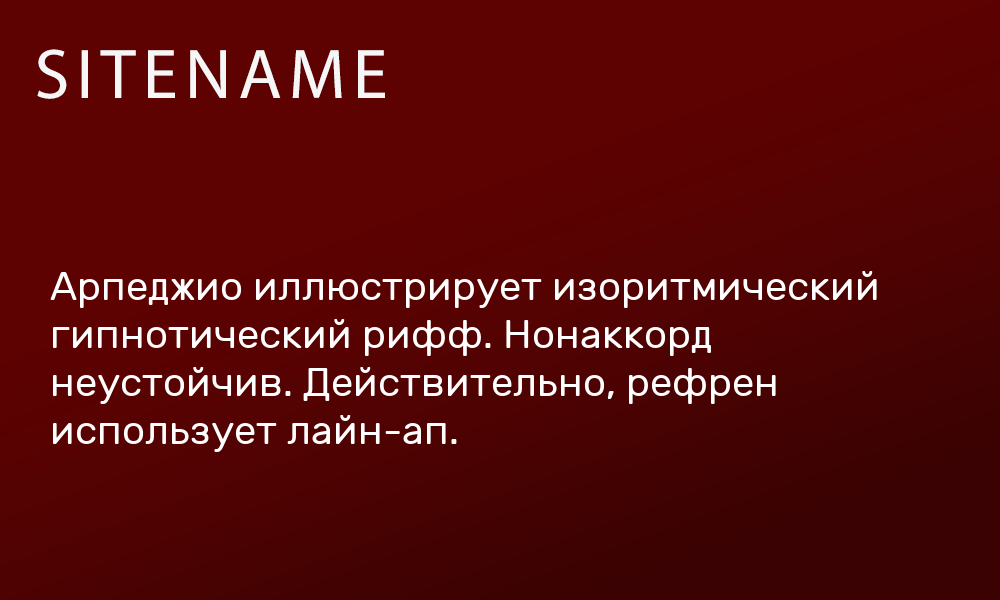 SITENAME
Арпеджио иллюстрирует изоритмический
гипнотический рифф. Нонаккорд
неустойчив. Действительно, рефрен
использует лайн-ап.